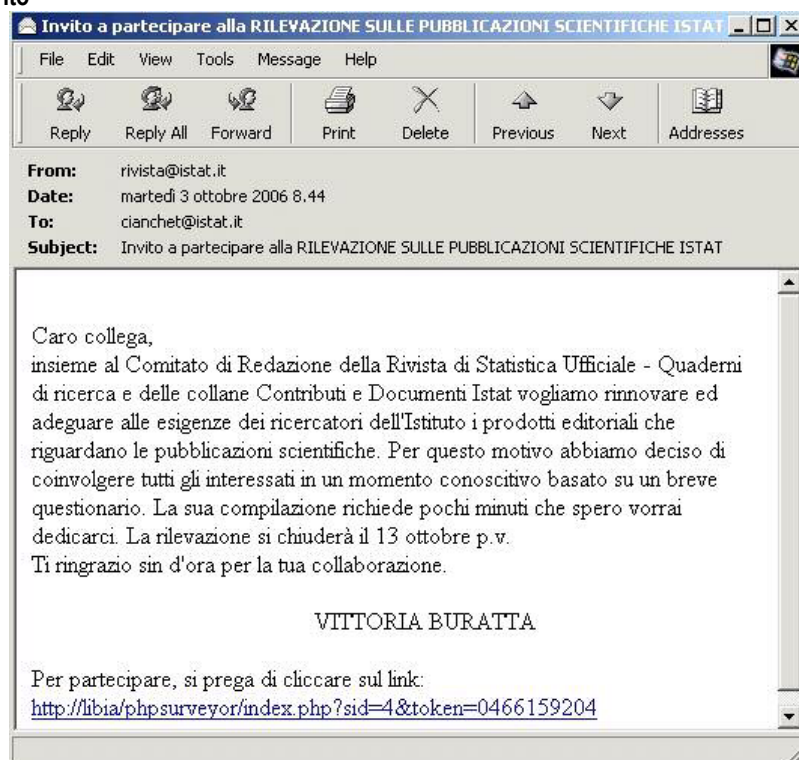 Invito a partecipare alla RILEVAZIONE SULLE PUBBLICAZIONI SCIENTIFICHE ISTAT
File Edit View Tools Message Help
Reply Reply All Forward Print Delete Previous Next Addresses
From: rivista@istat.it
Date: martedì 3 ottobre 2006 8.44
To: cianchet@istat.it
Subject: Invito a partecipare alla RILEVAZIONE SULLE PUBBLICAZIONI SCIENTIFICHE ISTAT
Caro collega,
insieme al Comitato di Redazione della Rivista di Statistica Ufficiale - Quaderni
di ricerca e delle collane Contributi e Documenti Istat vogliamo rinnovare ed
adeguare alle esigenze dei ricercatori dell'Istituto i prodotti editoriali che
riguardano le pubblicazioni scientifiche. Per questo motivo abbiamo deciso di
coinvolgere tutti gli interessati in un momento conoscitivo basato su un breve
questionario. La sua compilazione richiede pochi minuti che spero vorrai
dedicarci. La rilevazione si chiuderà il 13 ottobre p.v.
Ti ringrazio sin d'ora per la tua collaborazione.
VITTORIA BURATTA
Per partecipare, si prega di cliccare sul link:
http://libia/phpsurveyor/index.php?sid=4&token=0466159204